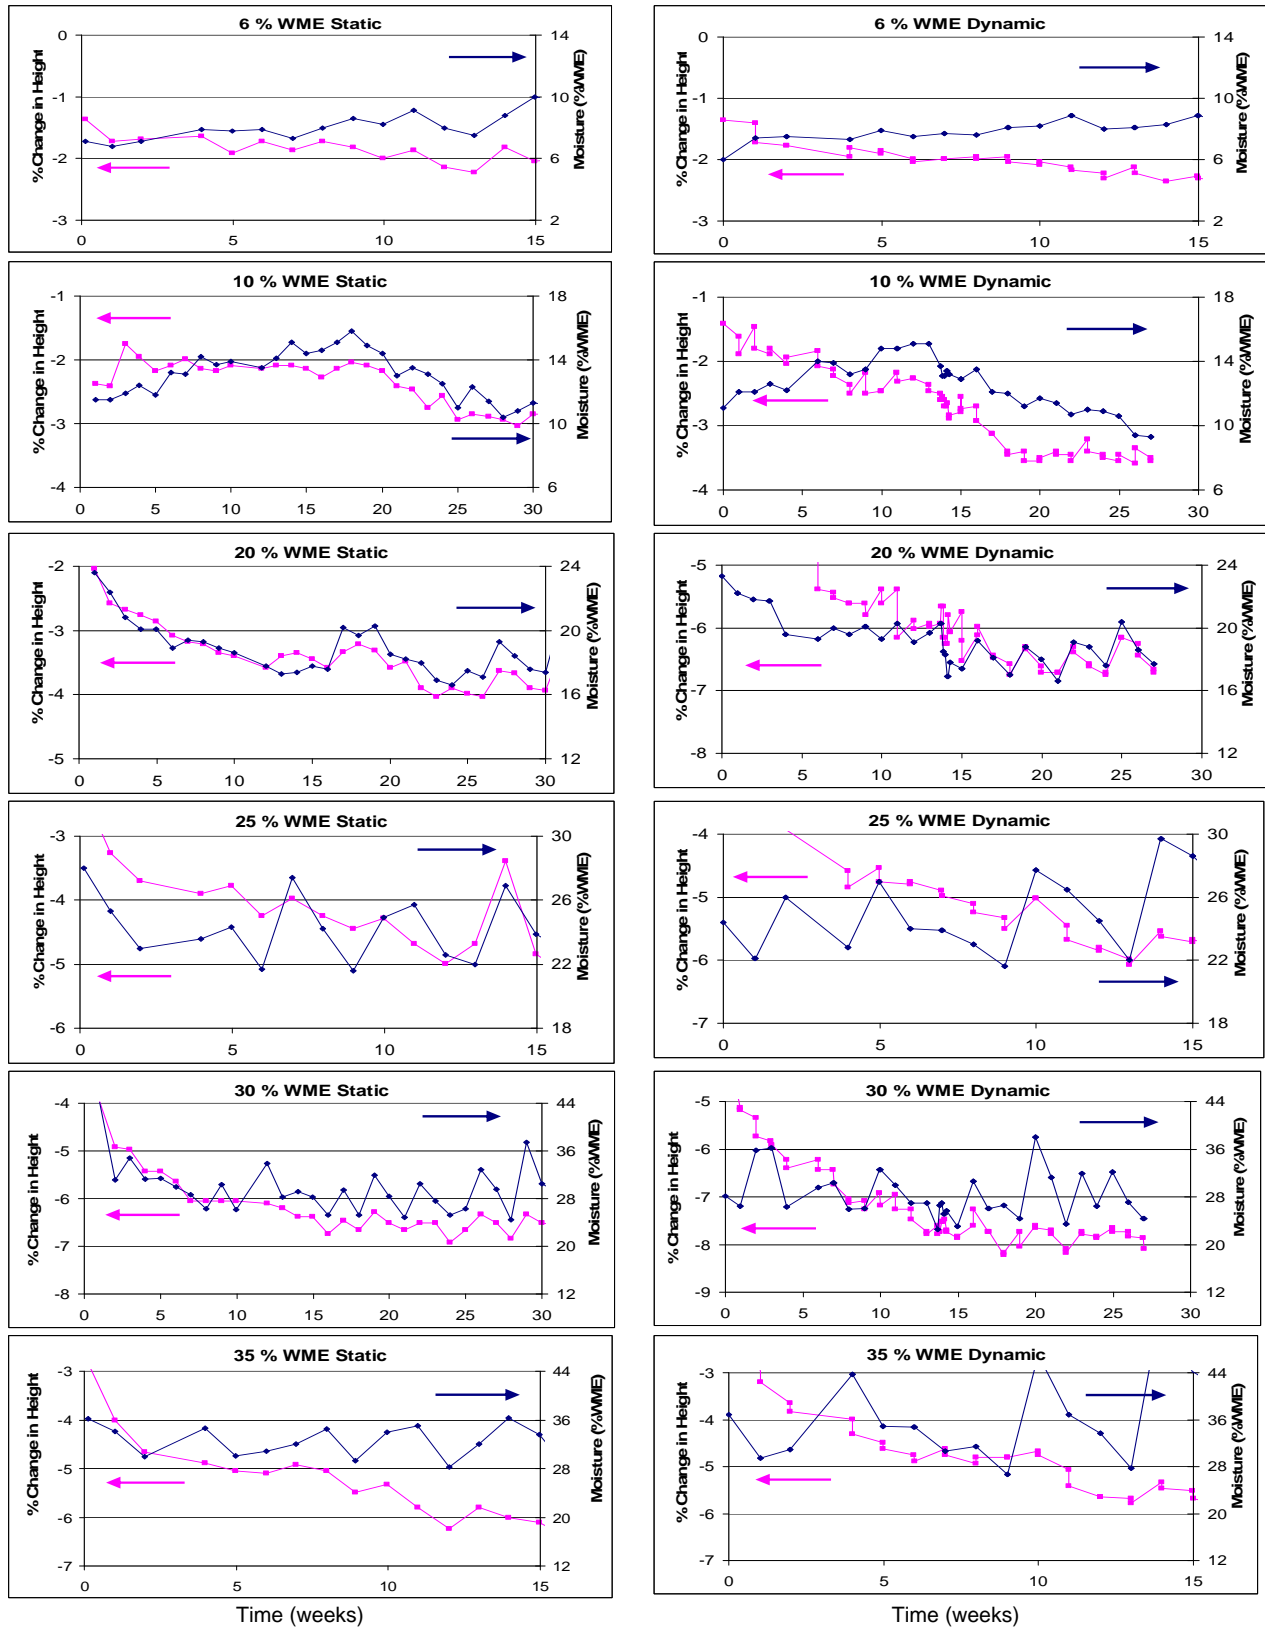 6 % WME Static
% Change in Height
Moisture (%WME)
0
-1
-2
-3
14
10
6
2
0 5 10 15
6 % WME Dynamic
% Change in Height
Moisture (%WME)
0
-1
-2
-3
14
10
6
2
0 5 10 15
10 % WME Static
% Change in Height
Moisture (%WME)
-1
-2
-3
-4
18
14
10
6
0 5 10 15 20 25 30
10 % WME Dynamic
% Change in Height
Moisture (%WME)
-1
-2
-3
-4
18
14
10
6
0 5 10 15 20 25 30
20 % WME Static
% Change in Height
Moisture (%WME)
-2
-3
-4
-5
24
20
16
12
0 5 10 15 20 25 30
20 % WME Dynamic
% Change in Height
Moisture (%WME)
-5
-6
-7
-8
24
20
16
12
0 5 10 15 20 25 30
25 % WME Static
% Change in Height
Moisture (%WME)
-3
-4
-5
-6
30
26
22
18
0 5 10 15
25 % WME Dynamic
% Change in Height
Moisture (%WME)
-4
-5
-6
-7
30
26
22
18
0 5 10 15
30 % WME Static
% Change in Height
Moisture (%WME)
-4
-5
-6
-7
-8
44
36
28
20
12
0 5 10 15 20 25 30
30 % WME Dynamic
% Change in Height
Moisture (%WME)
-5
-6
-7
-8
-9
44
36
28
20
12
0 5 10 15 20 25 30
35 % WME Static
% Change in Height
Moisture (%WME)
-3
-4
-5
-6
-7
44
36
28
20
12
0 5 10 15
Time (weeks)
35 % WME Dynamic
% Change in Height
Moisture (%WME)
-3
-4
-5
-6
-7
44
36
28
20
12
0 5 10 15
Time (weeks)